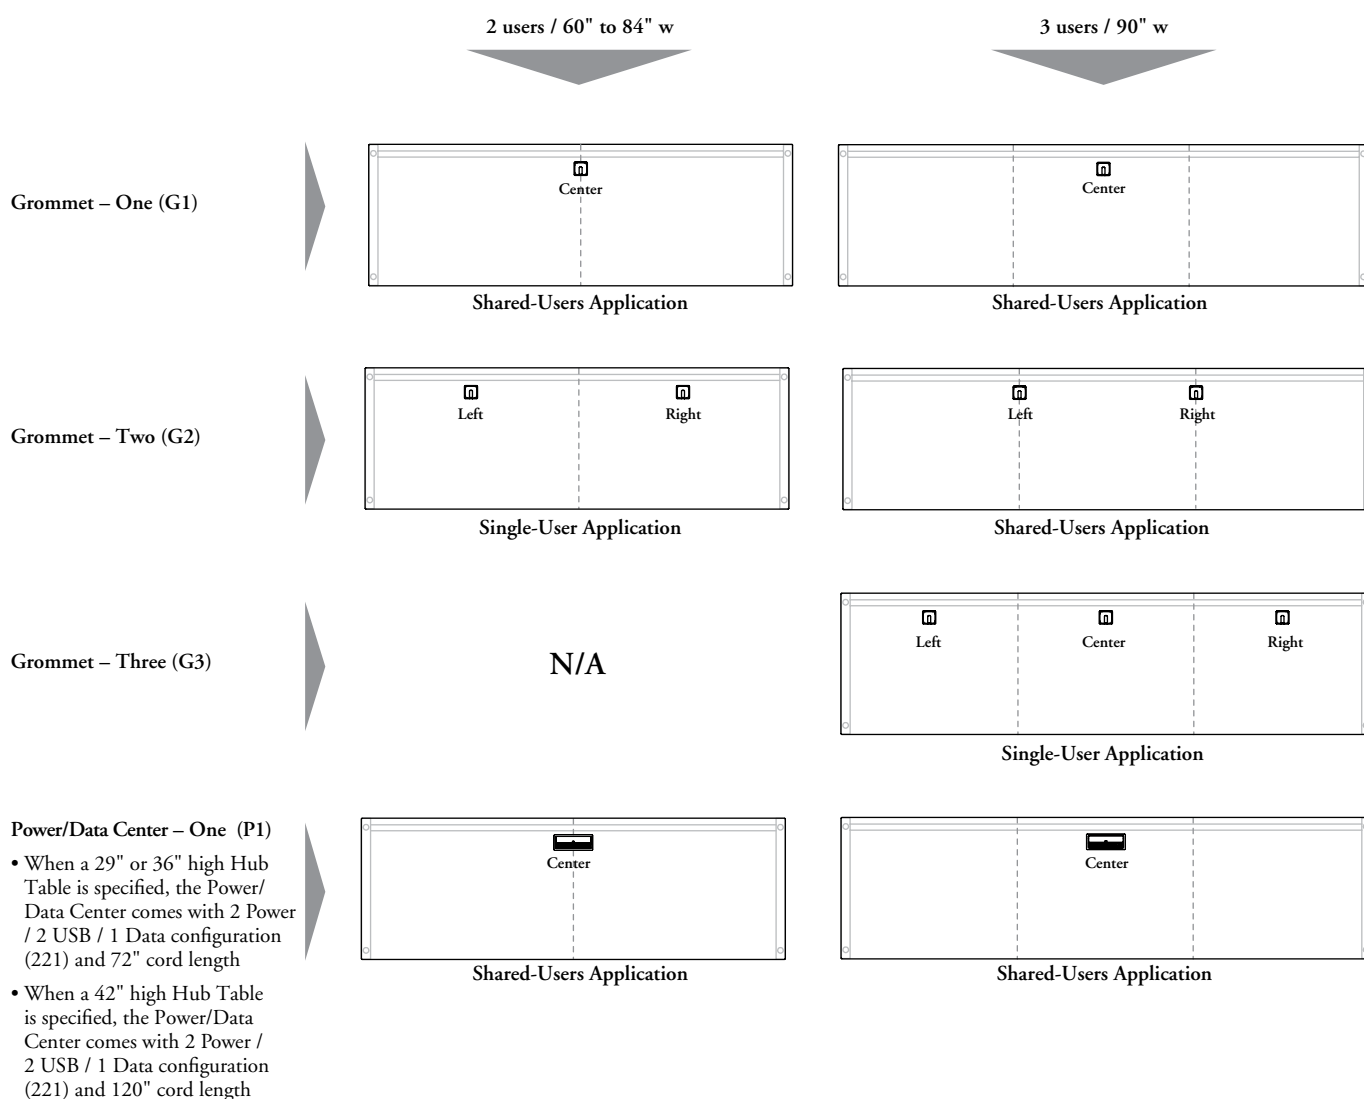 2 users / 60" to 84" w
3 users / 90" w
Grommet – One (G1)
Center
Center
Shared-Users Application
Shared-Users Application
Grommet – Two (G2)
Left
Right
Left
Right
Single-User Application
Shared-Users Application
Grommet – Three (G3)
N/A
Left
Center
Right
Single-User Application
Power/Data Center – One (P1)
• When a 29" or 36" high Hub
Table is specified, the Power/
Data Center comes with 2 Power
/ 2 USB / 1 Data configuration
(221) and 72" cord length
• When a 42" high Hub Table
is specified, the Power/Data
Center comes with 2 Power /
2 USB / 1 Data configuration
(221) and 120" cord length
Center
Center
Shared-Users Application
Shared-Users Application